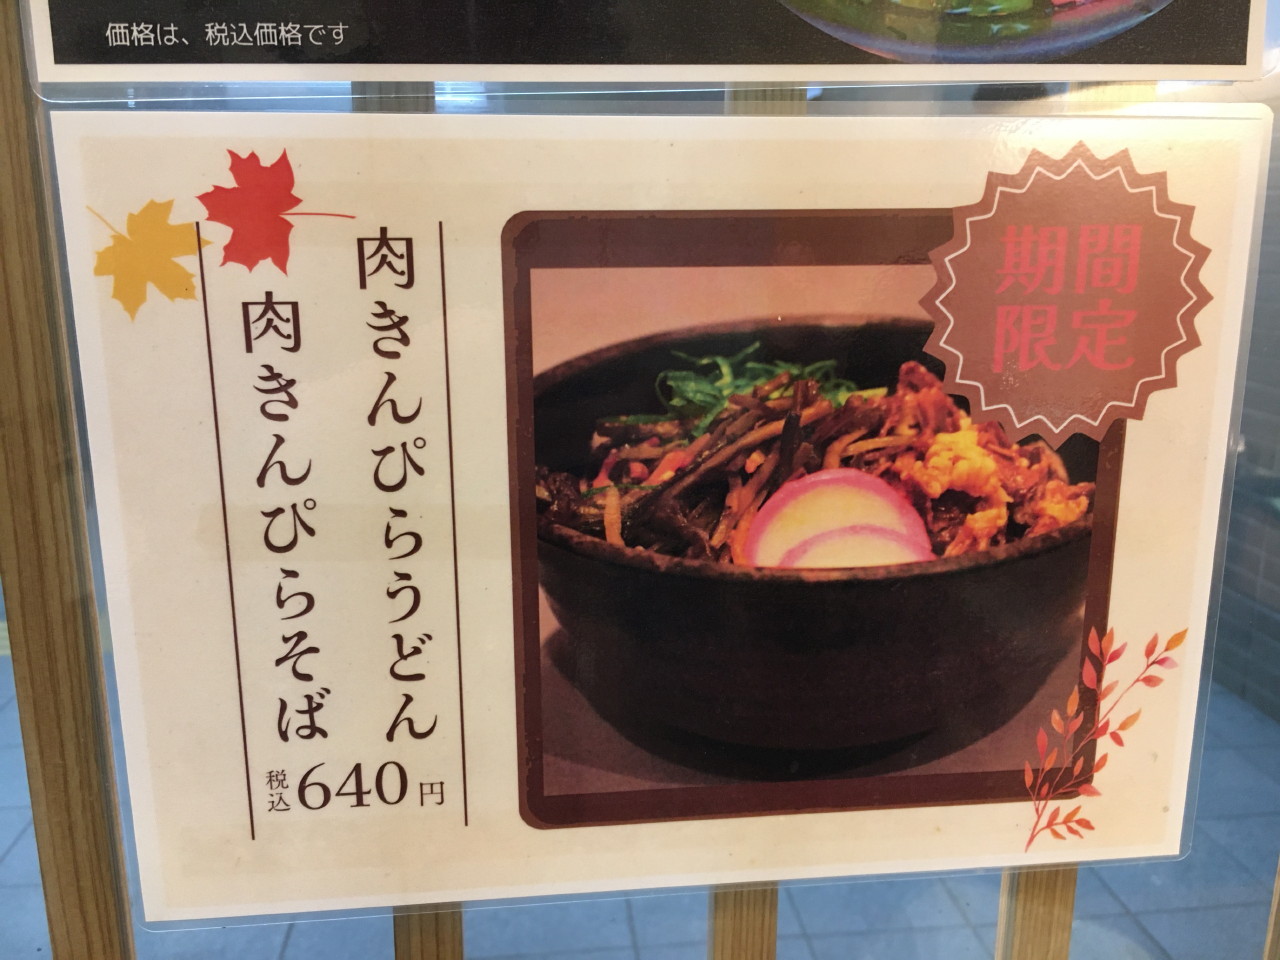 価格は、税込価格です
期間
限定
肉きんぴらうどん
肉きんぴらそば
税込640円